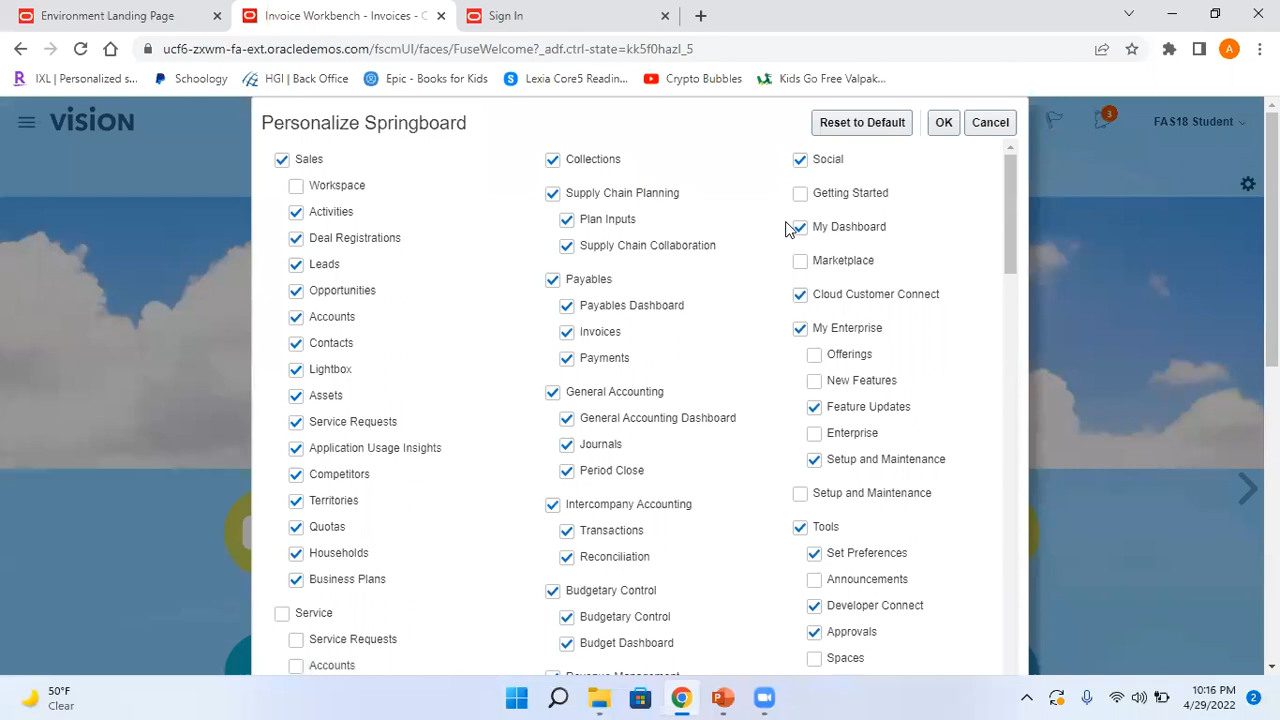 Environment Landing Page
Invoice Workbench - Invoices - C
Sign In
ucf6-zxwm-fa-ext.oracledemos.com/fscmUI/faces/FuseWelcome?_adf.ctrl-state=kk5f0hazl_5
A
IXL | Personalized s...
Schoology
HGI | Back Office
Epic - Books for Kids
Lexia Core5 Readin...
Crypto Bubbles
Kids Go Free Valpak...
VISION
3
FAS18 Student
Personalize Springboard
Reset to Default
OK
Cancel
Sales
Workspace
Activities
Deal Registrations
Leads
Opportunities
Accounts
Contacts
Lightbox
Assets
Service Requests
Application Usage Insights
Competitors
Territories
Quotas
Households
Business Plans
Service
Service Requests
Accounts
Collections
Supply Chain Planning
Plan Inputs
Supply Chain Collaboration
Payables
Payables Dashboard
Invoices
Payments
General Accounting
General Accounting Dashboard
Journals
Period Close
Intercompany Accounting
Transactions
Reconciliation
Budgetary Control
Budgetary Control
Budget Dashboard
Revenue Management
Social
Getting Started
My Dashboard
Marketplace
Cloud Customer Connect
My Enterprise
Offerings
New Features
Feature Updates
Enterprise
Setup and Maintenance
Setup and Maintenance
Tools
Set Preferences
Announcements
Developer Connect
Approvals
Spaces
50°F
Clear
10:16 PM
4/29/2022
2